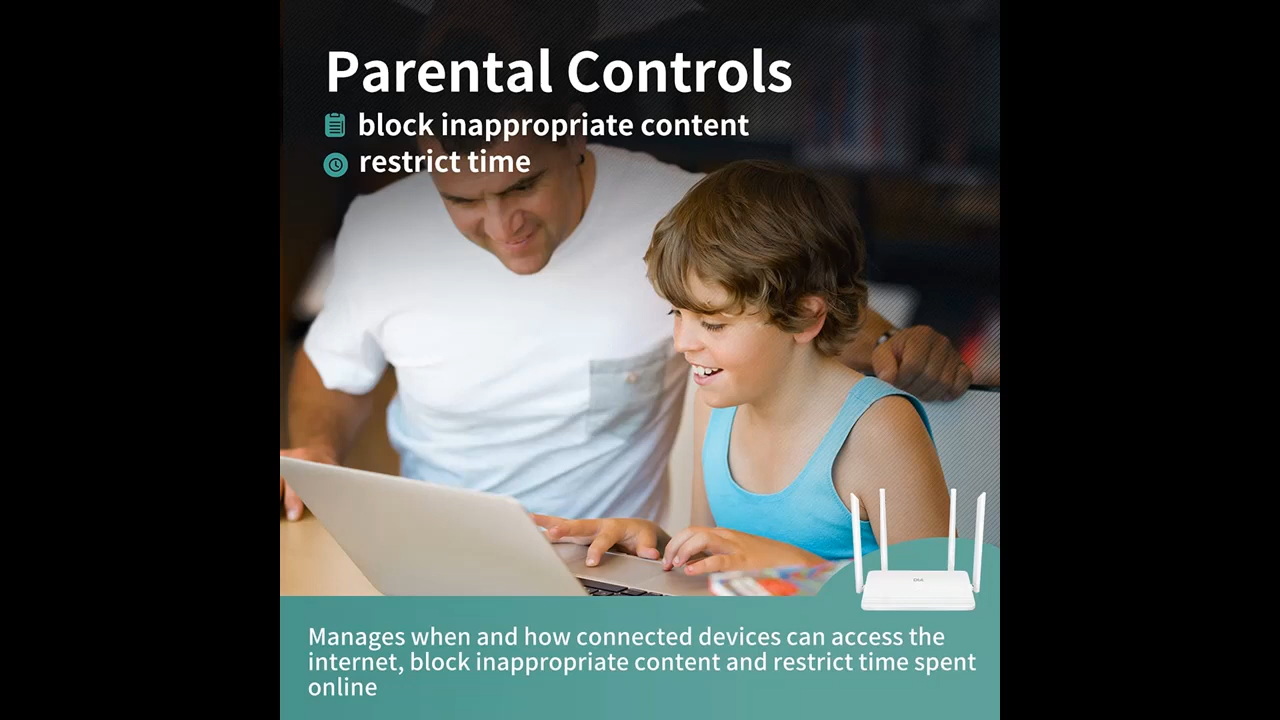 Parental Controls
block inappropriate content
restrict time
Manages when and how connected devices can access the
internet, block inappropriate content and restrict time spent
online